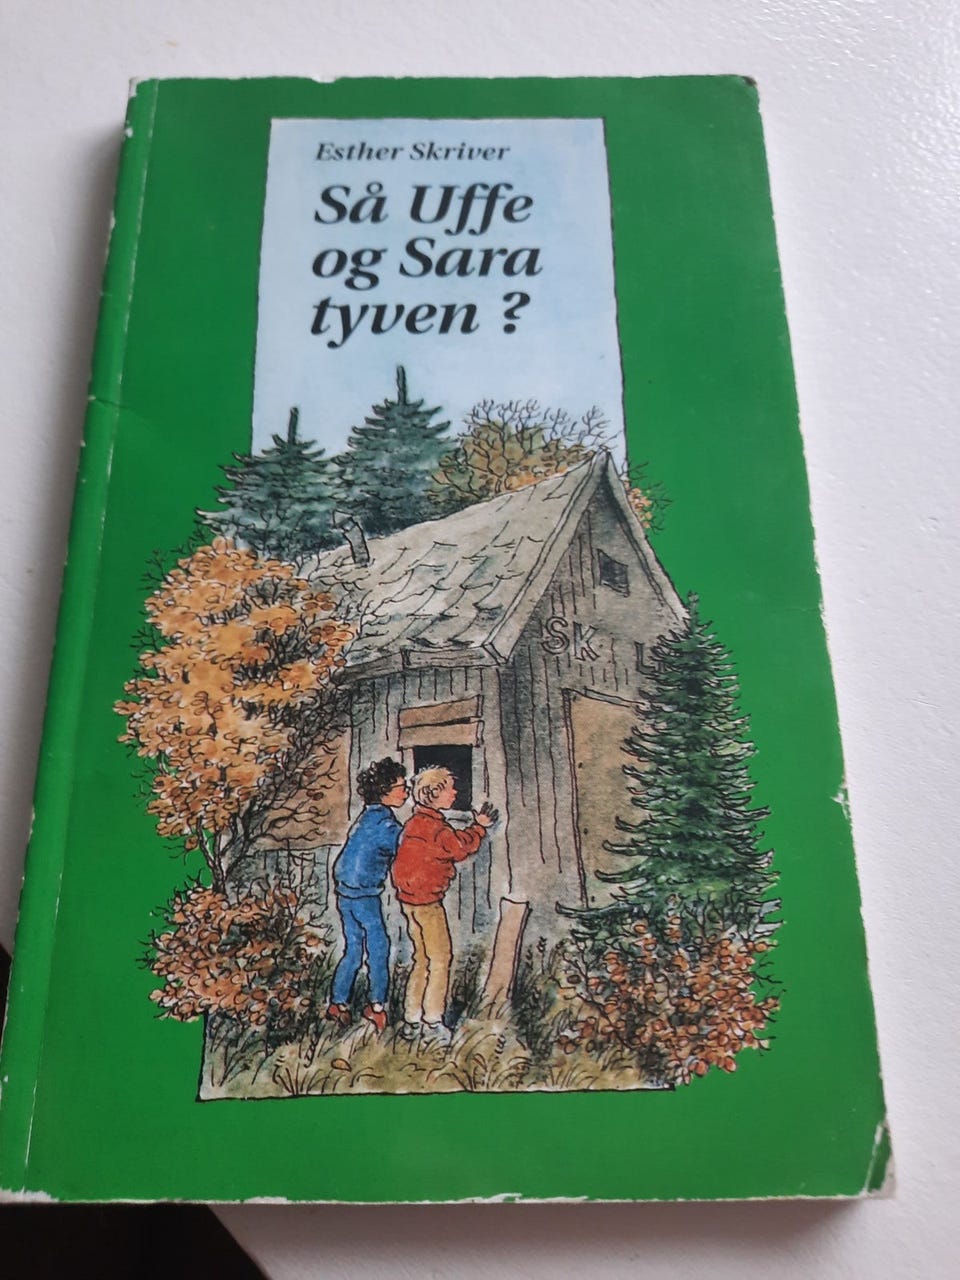 Esther Skriver
Så Uffe
og Sara
tyven ?
SK L